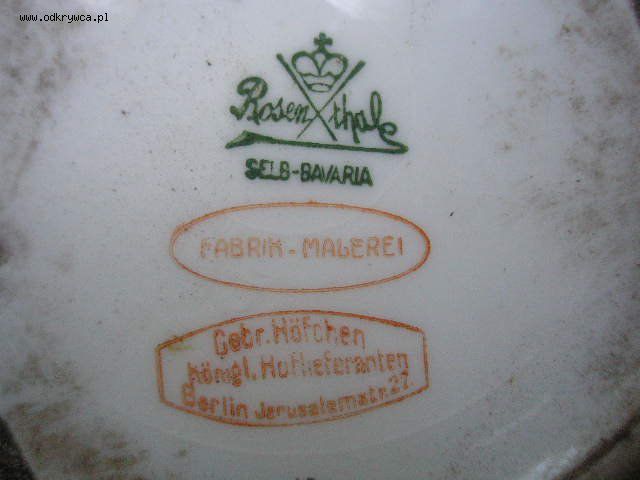 www.odkrywca.pl
Rosenthal
SELB-BAVARIA
FABRIK-MALEREI
Gebr. Höfchen
Königl. Hoflieferanten
Berlin Jerusalemstr. 27.